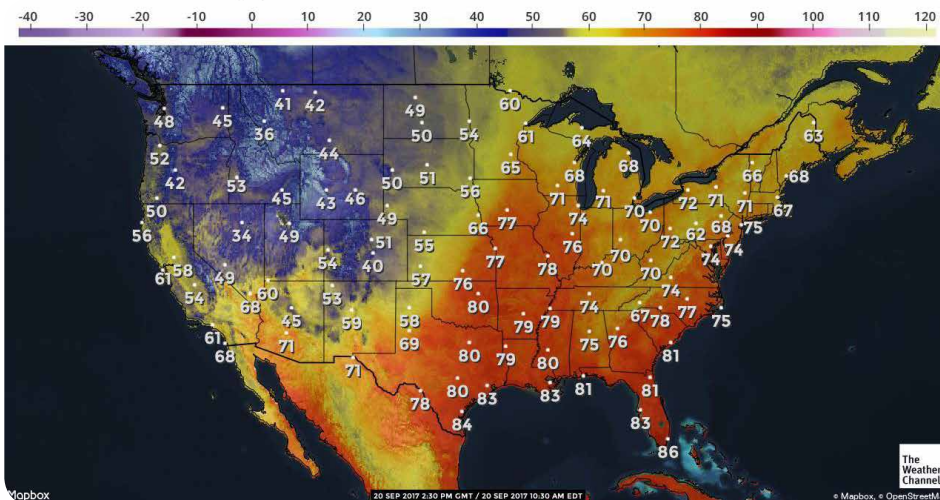 -40 -30 -20 -10 0 10 20 30 40 50 60 70 80 90 100 110 120
41 42 49 60
48 45 36 50 54 61 64 63
52 44 65 68
42 53 50 51 56 68 66 68
50 45 43 46 49 71 74 71 70 72 71 71 67
56 34 49 51 55 66 77 76 70 72 62 68 75
61 58 49 54 40 57 77 78 70 70 74 74
54 68 60 53 76 80 74 74
45 59 58 79 79 67 78 77 75
61 71 69 75 76
68 71 80 79 80 81
78 80 83 83 81 81
84 83
86
The
Weather
Channel
20 SEP 2017 2:30 PM GMT / 20 SEP 2017 10:30 AM EDT
Mapbox
© Mapbox, © OpenStreetM